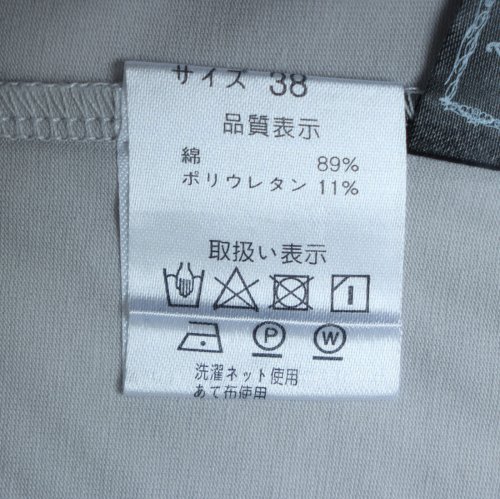 サイズ 38
品質表示
綿 89%
ポリウレタン 11%
取扱い表示
P W
洗濯ネット使用
あて布使用